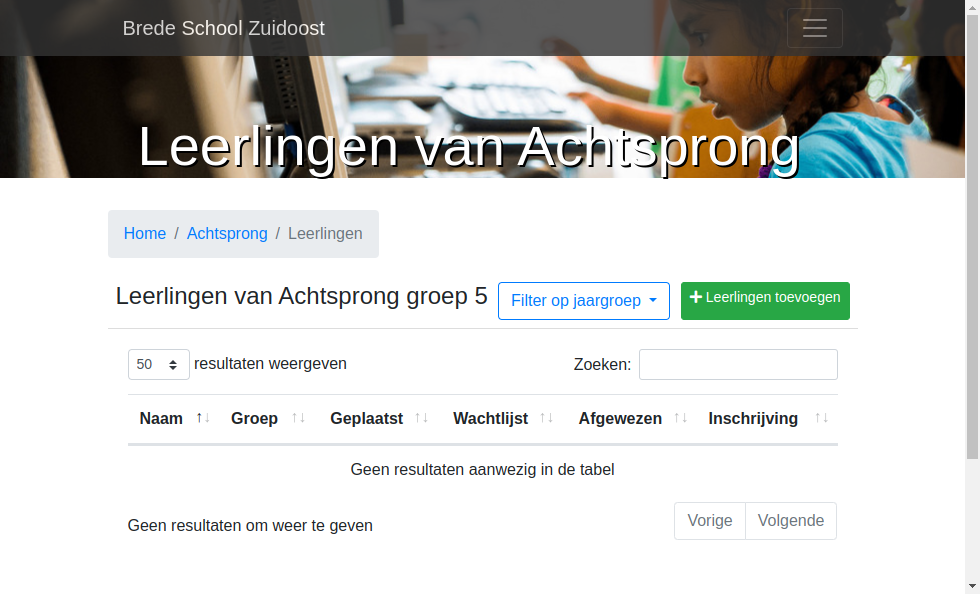 Brede School Zuidoost
Leerlingen van Achtsprong
Home / Achtsprong / Leerlingen
Leerlingen van Achtsprong groep 5 Filter op jaargroep Leerlingen toevoegen
50 resultaten weergeven Zoeken:
Naam Groep Geplaatst Wachtlijst Afgewezen Inschrijving
Geen resultaten aanwezig in de tabel
Geen resultaten om weer te geven Vorige Volgende